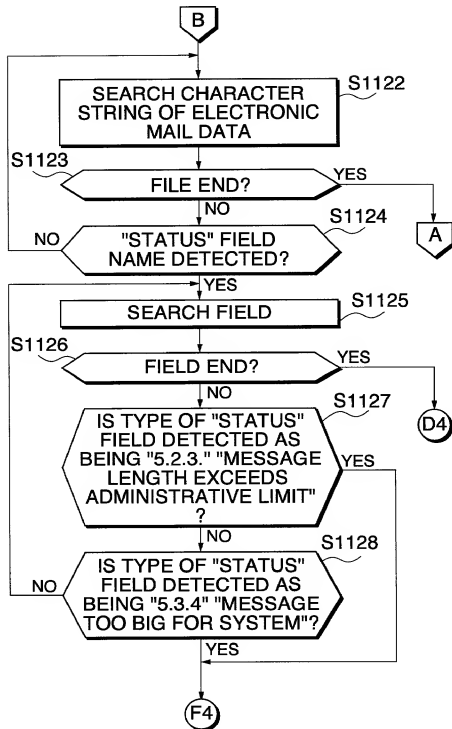 B
SEARCH CHARACTER
STRING OF ELECTRONIC
MAIL DATA
S1122
S1123
FILE END?
YES
NO
A
S1124
"STATUS" FIELD
NAME DETECTED?
NO
YES
SEARCH FIELD
S1125
S1126
FIELD END?
YES
NO
D4
S1127
IS TYPE OF "STATUS"
FIELD DETECTED AS
BEING "5.2.3." "MESSAGE
LENGTH EXCEEDS
ADMINISTRATIVE LIMIT"
?
YES
NO
S1128
IS TYPE OF "STATUS"
FIELD DETECTED AS
BEING "5.3.4" "MESSAGE
TOO BIG FOR SYSTEM"?
NO
YES
F4